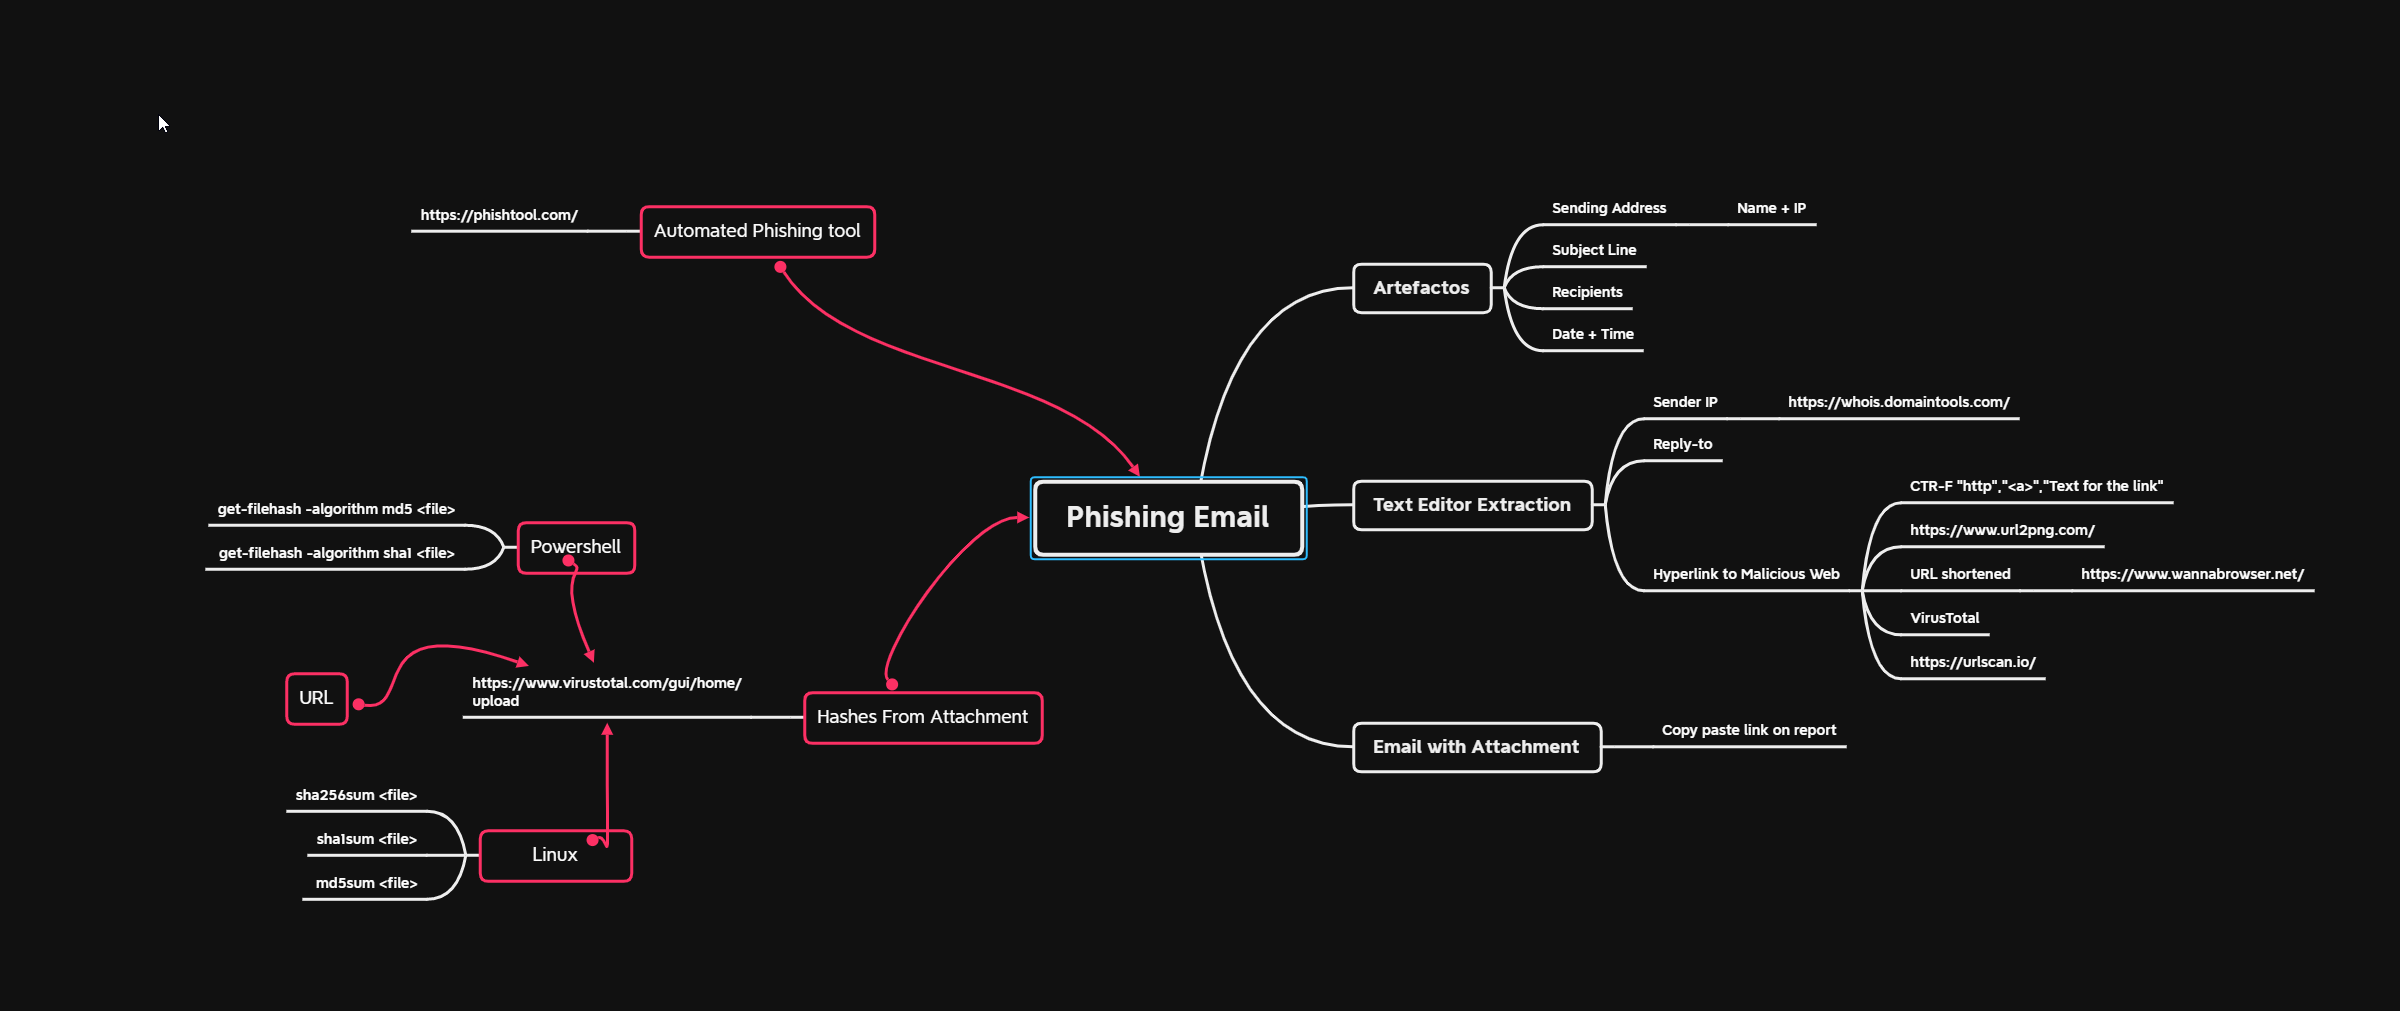 https://phishtool.com/
Automated Phishing tool
Sending Address
Name + IP
Subject Line
Artefactos
Recipients
Date + Time
Sender IP
https://whois.domaintools.com/
Reply-to
Phishing Email
Text Editor Extraction
CTR-F "http","<a>","Text for the link"
https://www.url2png.com/
Hyperlink to Malicious Web
URL shortened
https://www.wannabrowser.net/
VirusTotal
https://urlscan.io/
get-filehash -algorithm md5 <file>
get-filehash -algorithm sha1 <file>
Powershell
URL
https://www.virustotal.com/gui/home/
upload
Hashes From Attachment
Email with Attachment
Copy paste link on report
sha256sum <file>
sha1sum <file>
md5sum <file>
Linux